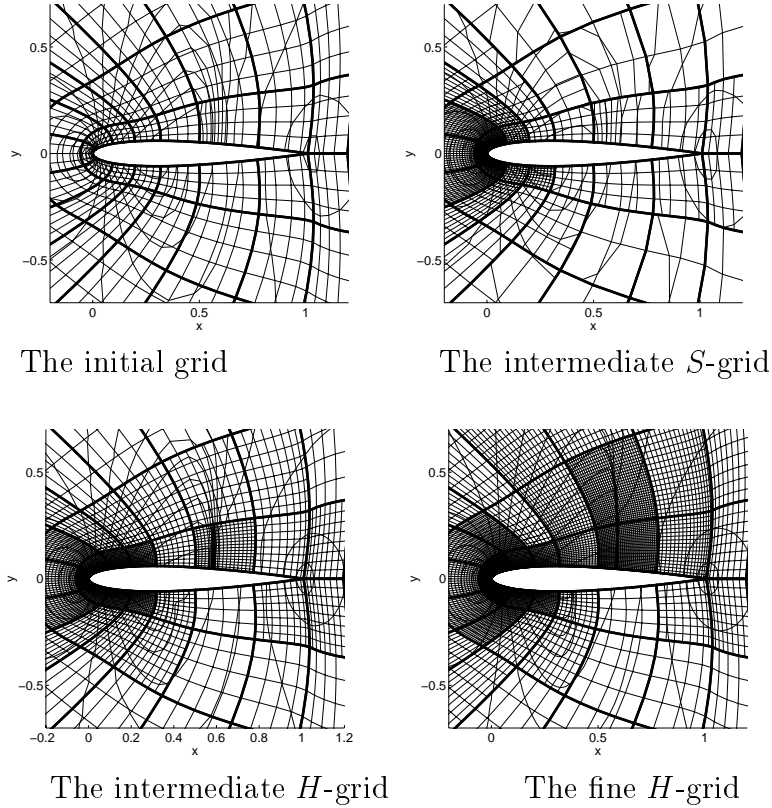 0.5
0
−0.5
y
0
0.5
1
x
The initial grid
0.5
0
−0.5
y
0
0.5
1
x
The intermediate S-grid
0.5
0
−0.5
y
−0.2
0
0.2
0.4
0.6
0.8
1
1.2
x
The intermediate H-grid
0.5
0
−0.5
y
0
0.5
1
x
The fine H-grid